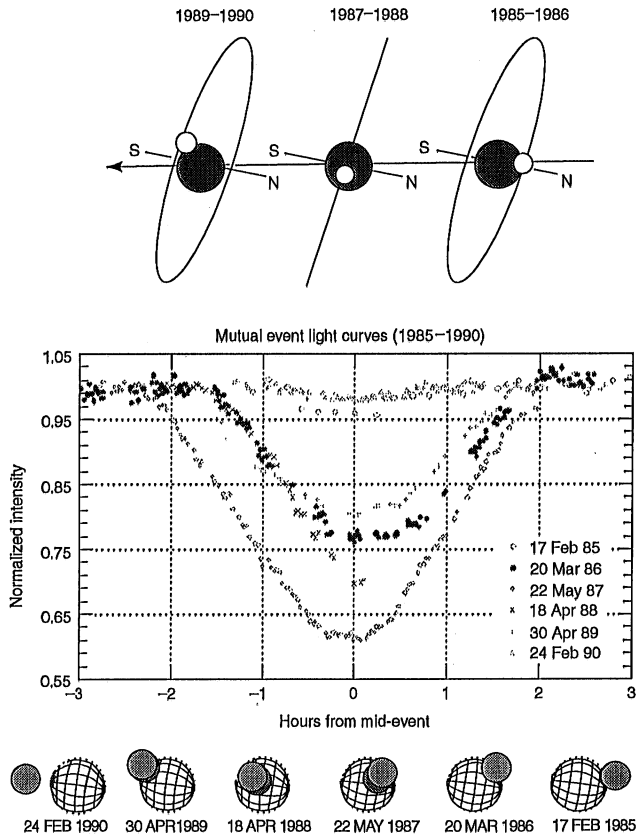 1989–1990 1987–1988 1985–1986
S S S
N N N
Mutual event light curves (1985–1990)
1.05
0.95
0.85
0.75
0.65
0.55
Normalized intensity
17 Feb 85
20 Mar 86
22 May 87
18 Apr 88
30 Apr 89
24 Feb 90
–3 –2 –1 0 1 2 3
Hours from mid-event
24 FEB 1990 30 APR1989 18 APR 1988 22 MAY 1987 20 MAR 1986 17 FEB 1985